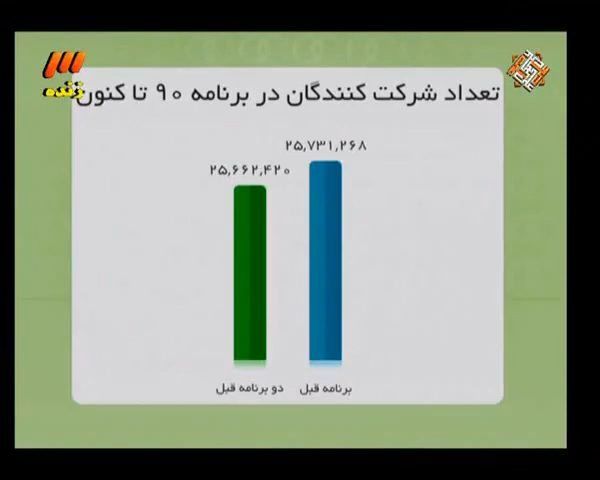 زنده
تعداد شرکت کنندگان در برنامه ۹۰ تا کنون
۲۵,۷۳۱,۲۶۸
۲۵,۶۶۲,۴۲۰
برنامه قبل
دو برنامه قبل